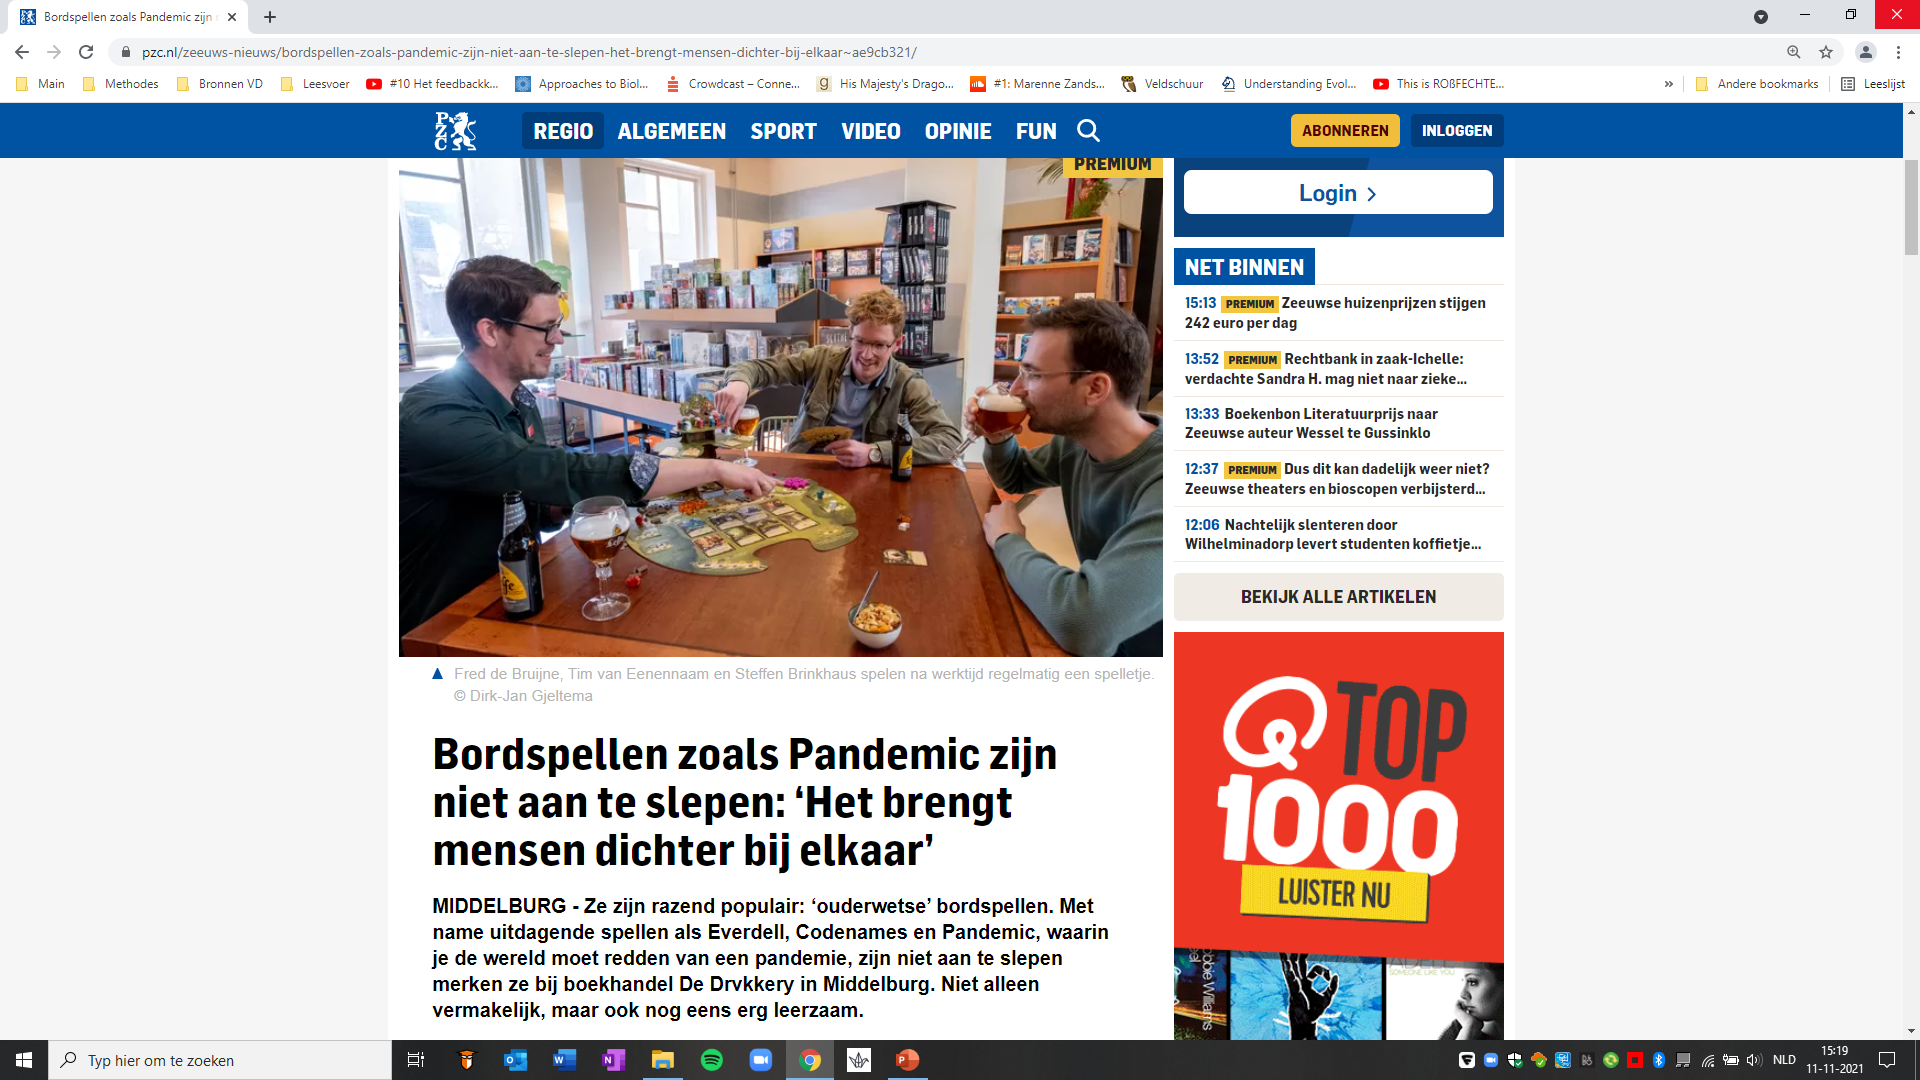 Bordspellen zoals Pandemic zijn
pzc.nl/zeeuws-nieuws/bordspellen-zoals-pandemic-zijn-niet-aan-te-slepen-het-brengt-mensen-dichter-bij-elkaar~ae9cb321/
Main Methodes Bronnen VD Leesvoer #10 Het feedbackk... Approaches to Biol... Crowdcast – Conne... His Majesty's Drago... #1: Marenne Zands... Veldschuur Understanding Evol... This is ROßFECHTE... » Andere bookmarks Leeslijst
PZC REGIO ALGEMEEN SPORT VIDEO OPINIE FUN ABONNEREN INLOGGEN
PREMIUM
Fred de Bruijne, Tim van Eenennaam en Steffen Brinkhaus spelen na werktijd regelmatig een spelletje.
© Dirk-Jan Gjeltema
Bordspellen zoals Pandemic zijn
niet aan te slepen: ‘Het brengt
mensen dichter bij elkaar’
MIDDELBURG - Ze zijn razend populair: ‘ouderwetse’ bordspellen. Met
name uitdagende spellen als Everdell, Codenames en Pandemic, waarin
je de wereld moet redden van een pandemie, zijn niet aan te slepen
merken ze bij boekhandel De Drvkkery in Middelburg. Niet alleen
vermakelijk, maar ook nog eens erg leerzaam.
Login
NET BINNEN
15:13 PREMIUM Zeeuwse huizenprijzen stijgen
242 euro per dag
13:52 PREMIUM Rechtbank in zaak-Ichelle:
verdachte Sandra H. mag niet naar zieke...
13:33 Boekenbon Literatuurprijs naar
Zeeuwse auteur Wessel te Gussinklo
12:37 PREMIUM Dus dit kan dadelijk weer niet?
Zeeuwse theaters en bioscopen verbijsterd...
12:06 Nachtelijk slenteren door
Wilhelminadorp levert studenten koffietje...
BEKIJK ALLE ARTIKELEN
Q TOP
1000
LUISTER NU
SOMEONE LIKE YOU
Typ hier om te zoeken
NLD
15:19
11-11-2021